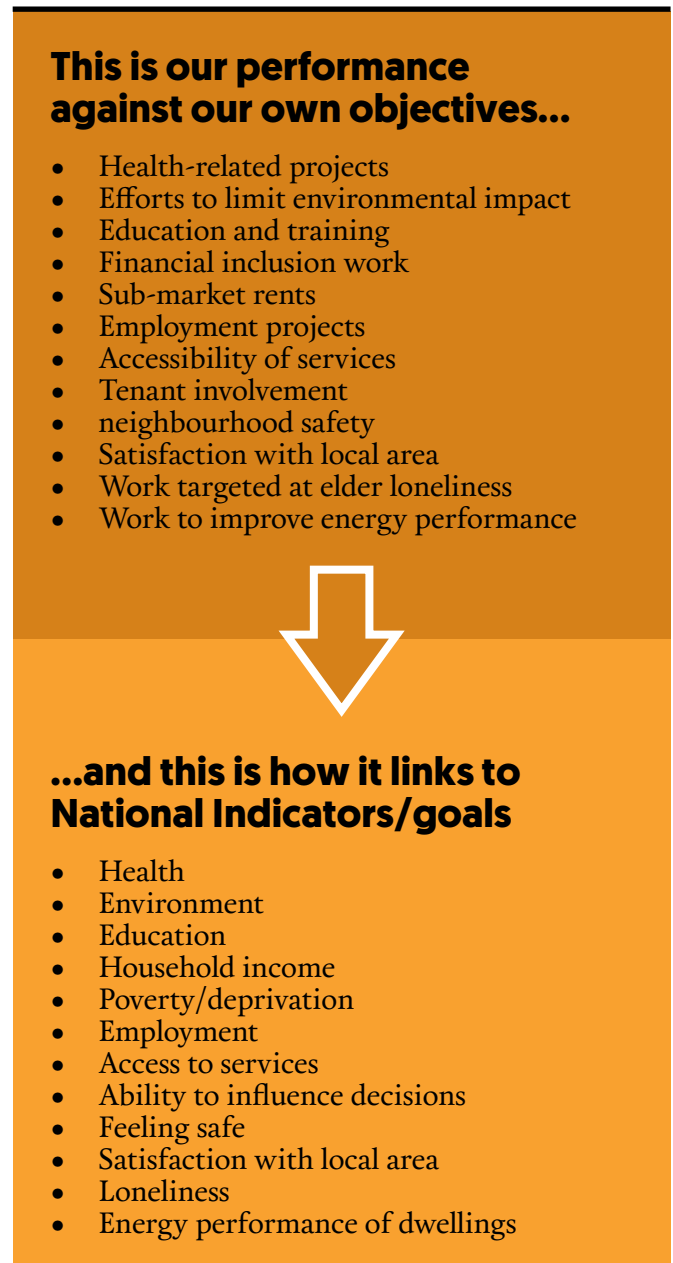 This is our performance
against our own objectives...
• Health-related projects
• Efforts to limit environmental impact
• Education and training
• Financial inclusion work
• Sub-market rents
• Employment projects
• Accessibility of services
• Tenant involvement
• neighbourhood safety
• Satisfaction with local area
• Work targeted at elder loneliness
• Work to improve energy performance
...and this is how it links to
National Indicators/goals
• Health
• Environment
• Education
• Household income
• Poverty/deprivation
• Employment
• Access to services
• Ability to influence decisions
• Feeling safe
• Satisfaction with local area
• Loneliness
• Energy performance of dwellings